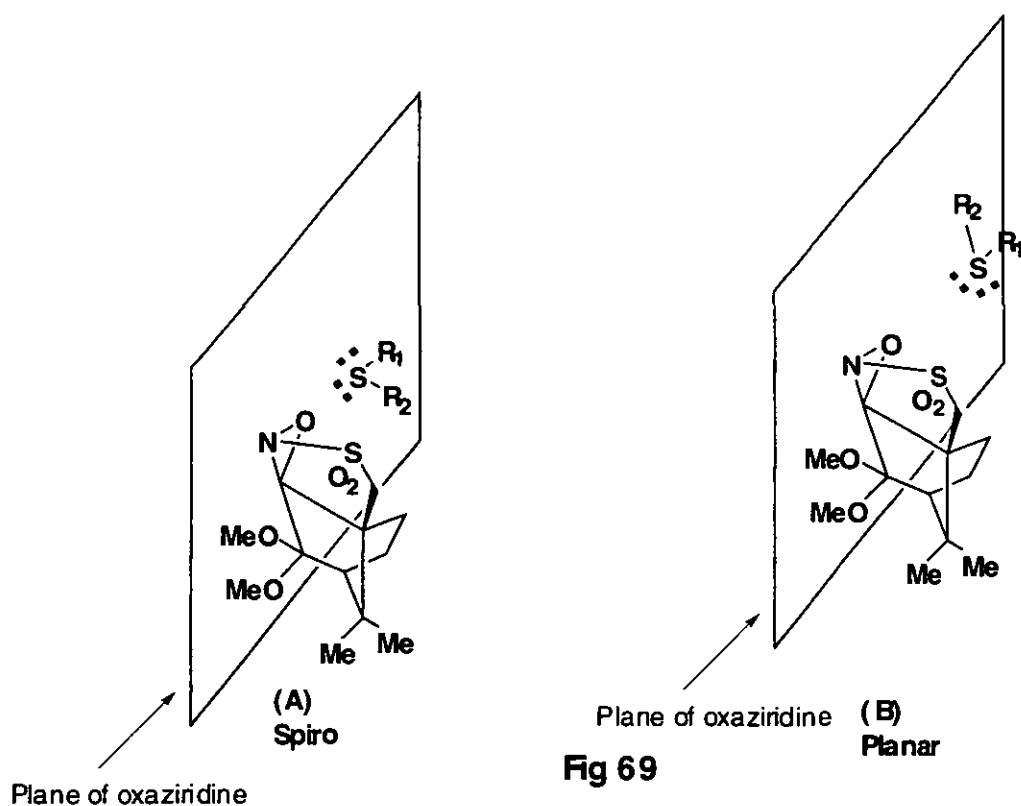 R₁
S
R₂
O
N
S
O₂
MeO
MeO
Me
Me
(A)
Spiro
Plane of oxaziridine
R₂
R₁
S
O
N
S
O₂
MeO
MeO
Me
Me
Plane of oxaziridine
(B)
Planar
Fig 69